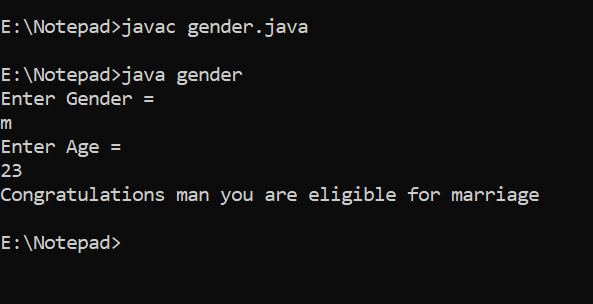 E:\Notepad>javac gender.java
E:\Notepad>java gender
Enter Gender =
m
Enter Age =
23
Congratulations man you are eligible for marriage
E:\Notepad>